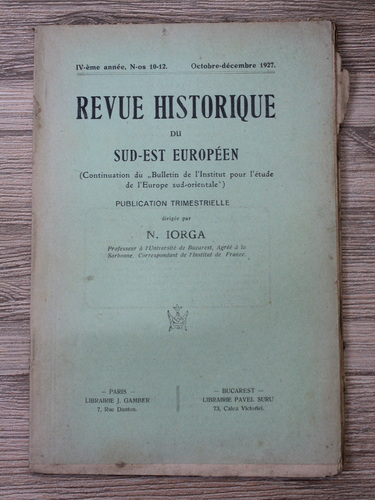 IV-ème année, N-os 10-12. Octobre-décembre 1927.
REVUE HISTORIQUE
DU
SUD-EST EUROPÉEN
(Continuation du „Bulletin de l'Institut pour l'étude
de l'Europe sud-orientale")
PUBLICATION TRIMESTRIELLE
dirigée par
N. IORGA
Professeur à l'Université de Bucarest, Agréé à la
Sorbonne, Correspondant de l'Institut de France.
— PARIS —
LIBRAIRIE J. GAMBER
7, Rue Danton.
— BUCAREST —
LIBRAIRIE PAVEL SURU
73, Calea Victoriei.